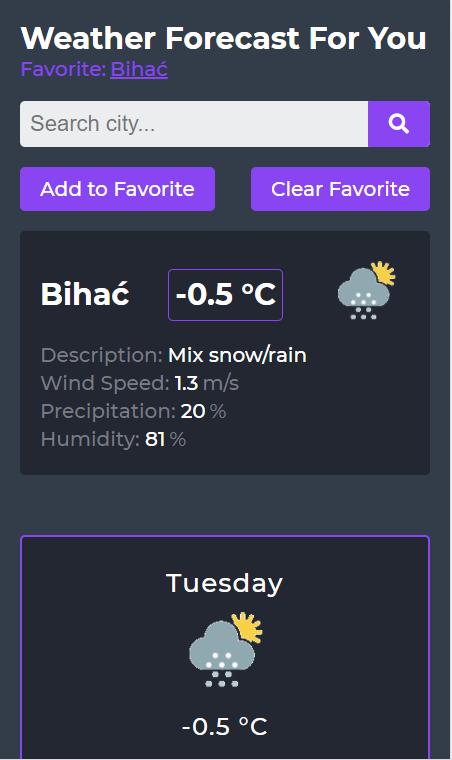 Weather Forecast For You
Favorite: Bihać
Search city...
Add to Favorite Clear Favorite
Bihać -0.5 °C
Description: Mix snow/rain
Wind Speed: 1.3 m/s
Precipitation: 20 %
Humidity: 81 %
Tuesday
-0.5 °C